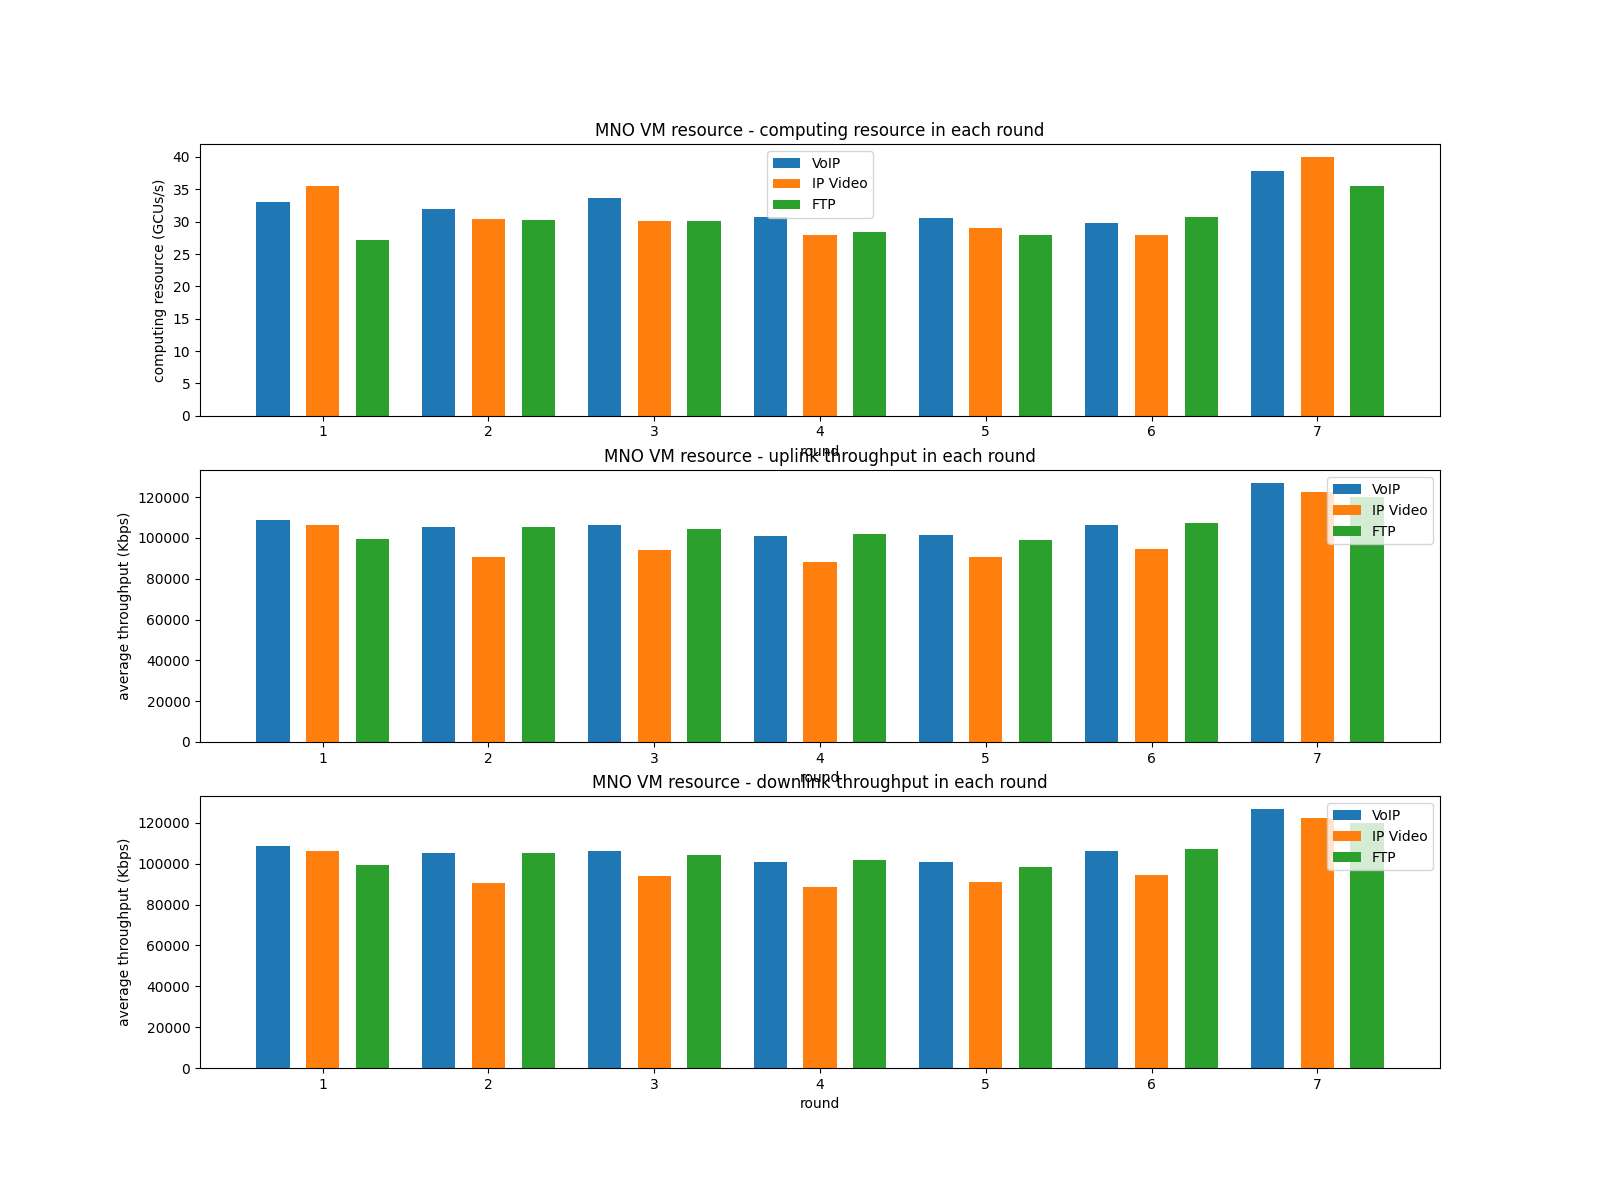 MNO VM resource - computing resource in each round
computing resource (GCUs/s)
40
35
30
25
20
15
10
5
0
VoIP
IP Video
FTP
1 2 3 4 5 6 7
round
MNO VM resource - uplink throughput in each round
average throughput (Kbps)
120000
100000
80000
60000
40000
20000
0
VoIP
IP Video
FTP
1 2 3 4 5 6 7
round
MNO VM resource - downlink throughput in each round
average throughput (Kbps)
120000
100000
80000
60000
40000
20000
0
VoIP
IP Video
FTP
1 2 3 4 5 6 7
round